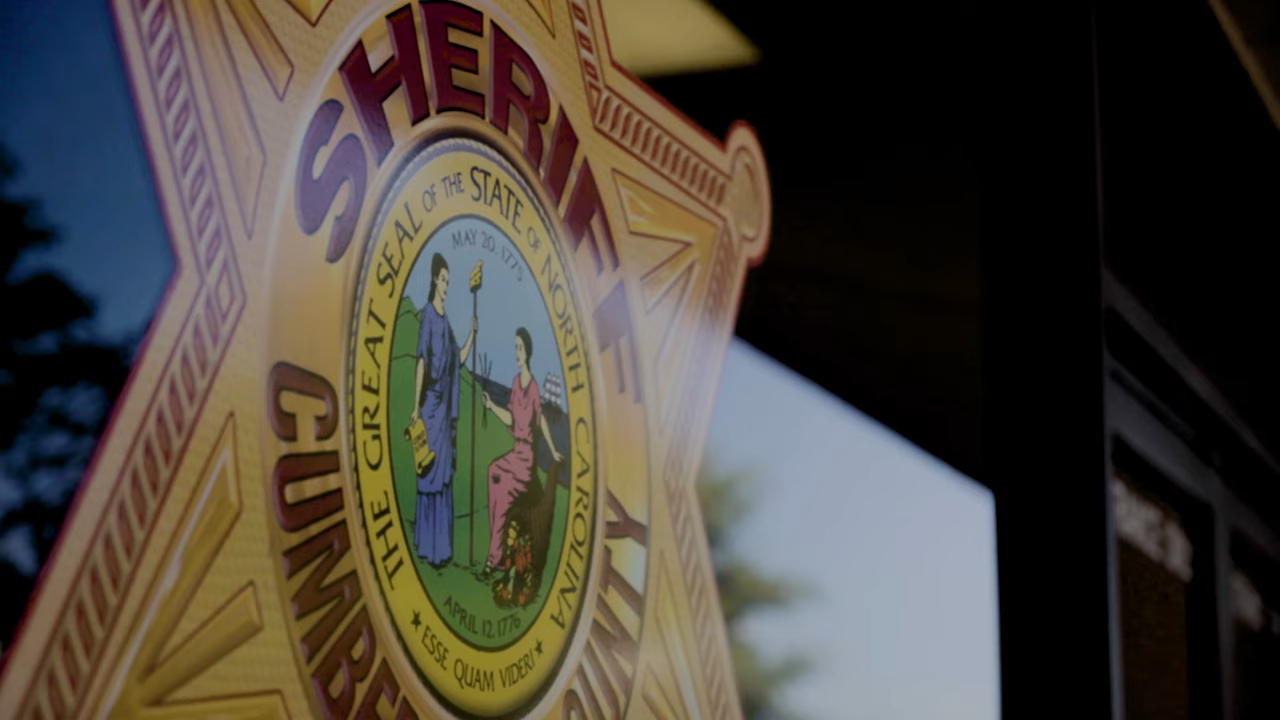 SHERIFF
THE GREAT SEAL OF THE STATE OF NORTH CAROLINA
MAY 20, 1775
APRIL 12, 1776
★ ESSE QUAM VIDERI ★